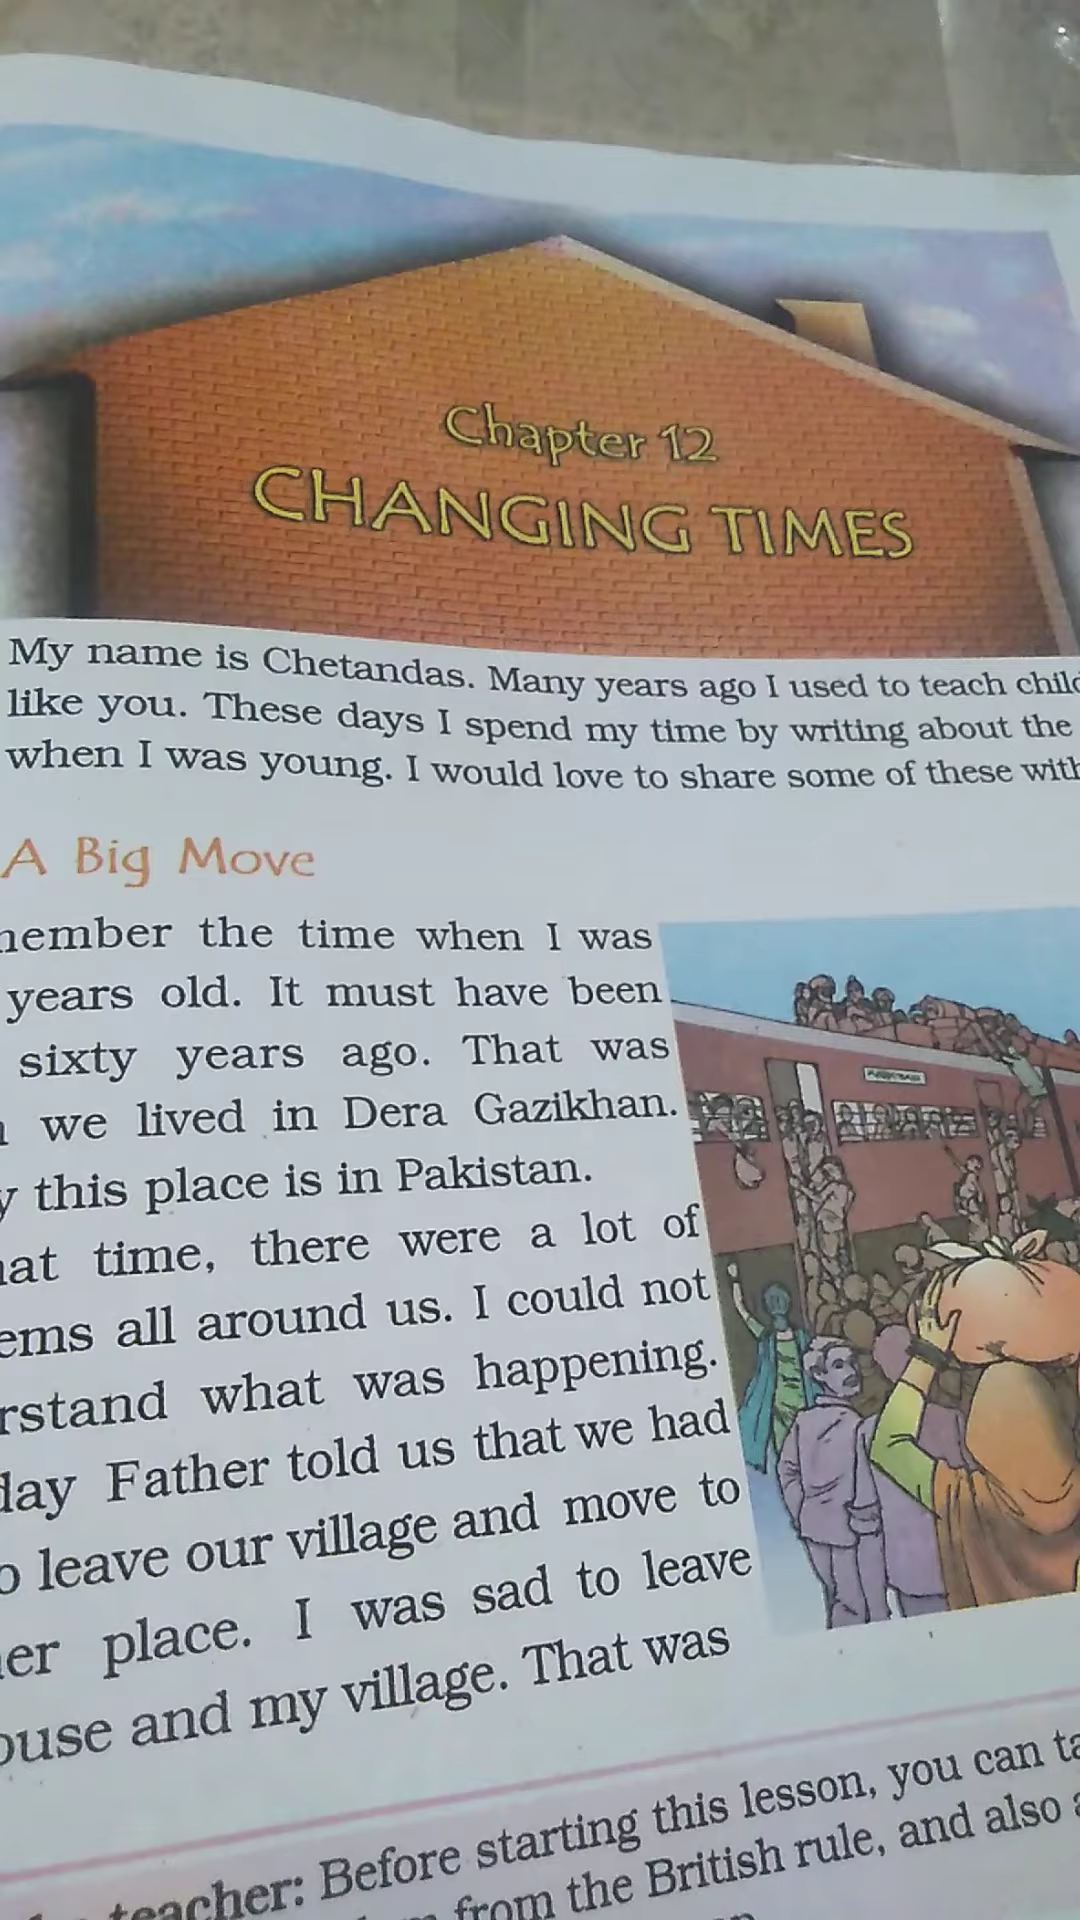 Chapter 12
CHANGING TIMES
My name is Chetandas. Many years ago I used to teach
like you. These days I spend my time by writing about the
when I was young. I would love to share some of these with
A Big Move
the time when I was
years old. It must have been
sixty years ago. That was
we lived in Dera Gazikhan.
this place is in Pakistan.
time, there were a lot of
all around us. I could not
what was happening.
Father told us that we had
leave our village and move to
place. I was sad to leave
and my village. That was
teacher: Before starting this lesson, you can
from the British rule, and also